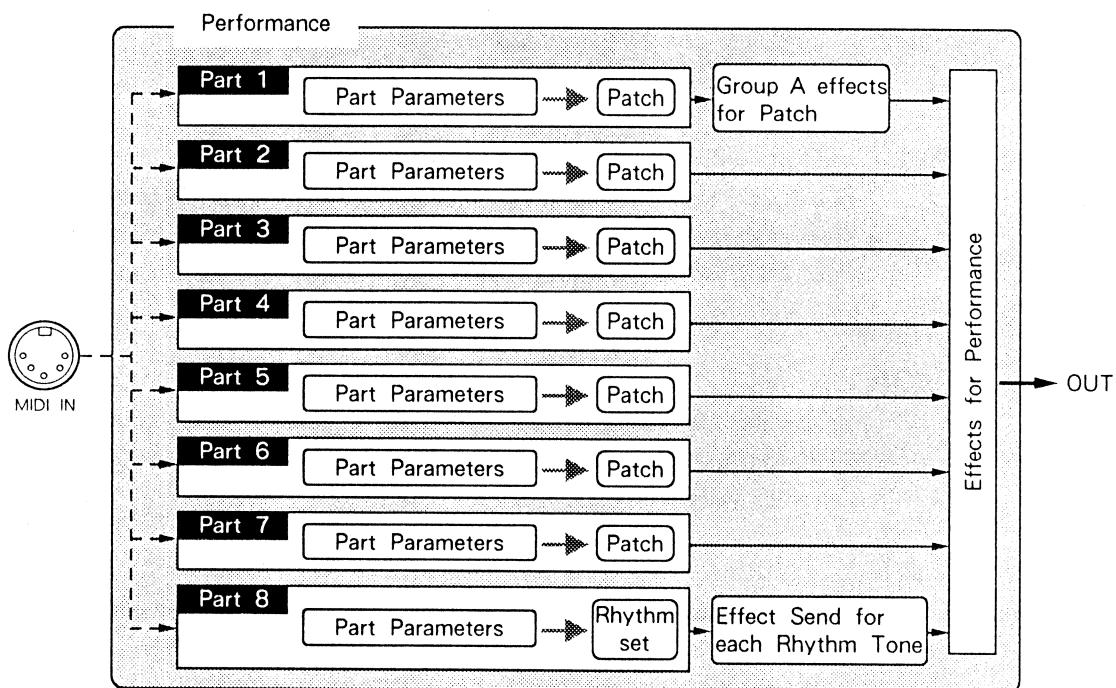 Performance
Part 1
Part Parameters
Patch
Group A effects
for Patch
Part 2
Part Parameters
Patch
Part 3
Part Parameters
Patch
Part 4
Part Parameters
Patch
Part 5
Part Parameters
Patch
Part 6
Part Parameters
Patch
Part 7
Part Parameters
Patch
Part 8
Part Parameters
Rhythm
set
Effect Send for
each Rhythm Tone
Effects for Performance
MIDI IN
OUT